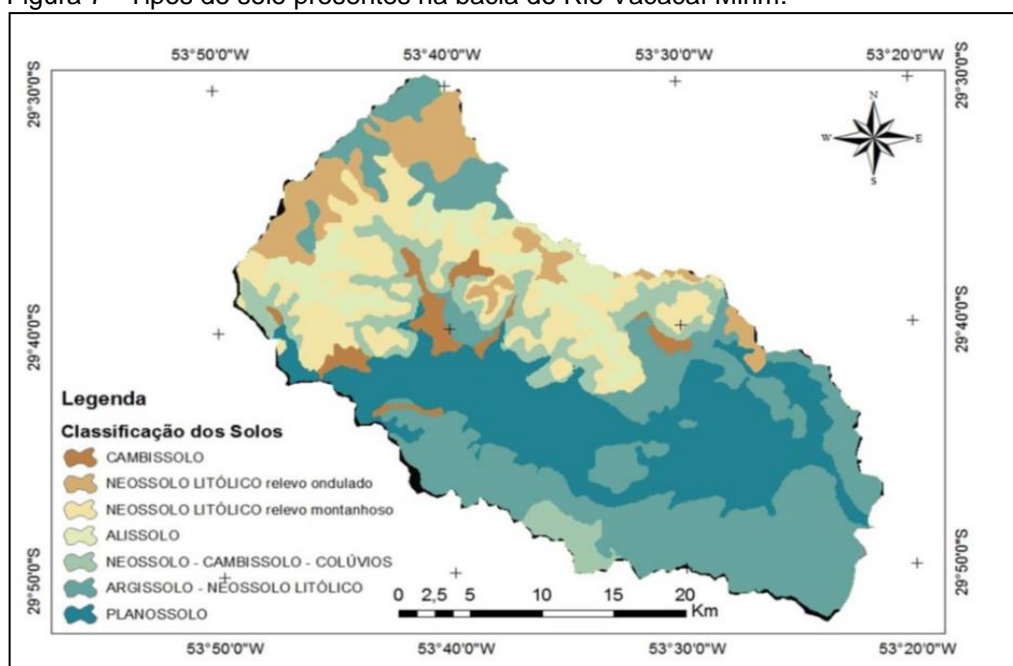 Figura 7 - Tipos de solo presentes na bacia do Rio Vacacaí-Mirim.
53°50'0"W 53°40'0"W 53°30'0"W 53°20'0"W
29°30'0"S 29°30'0"S
N
W E
S
29°40'0"S 29°40'0"S
Legenda
Classificação dos Solos
CAMBISSOLO
NEOSSOLO LITÓLICO relevo ondulado
NEOSSOLO LITÓLICO relevo montanhoso
ALISSOLO
NEOSSOLO - CAMBISSOLO - COLÚVIOS
ARGISSOLO - NEOSSOLO LITÓLICO
PLANOSSOLO
29°50'0"S 29°50'0"S
0 2,5 5 10 15 20
Km
53°50'0"W 53°40'0"W 53°30'0"W 53°20'0"W